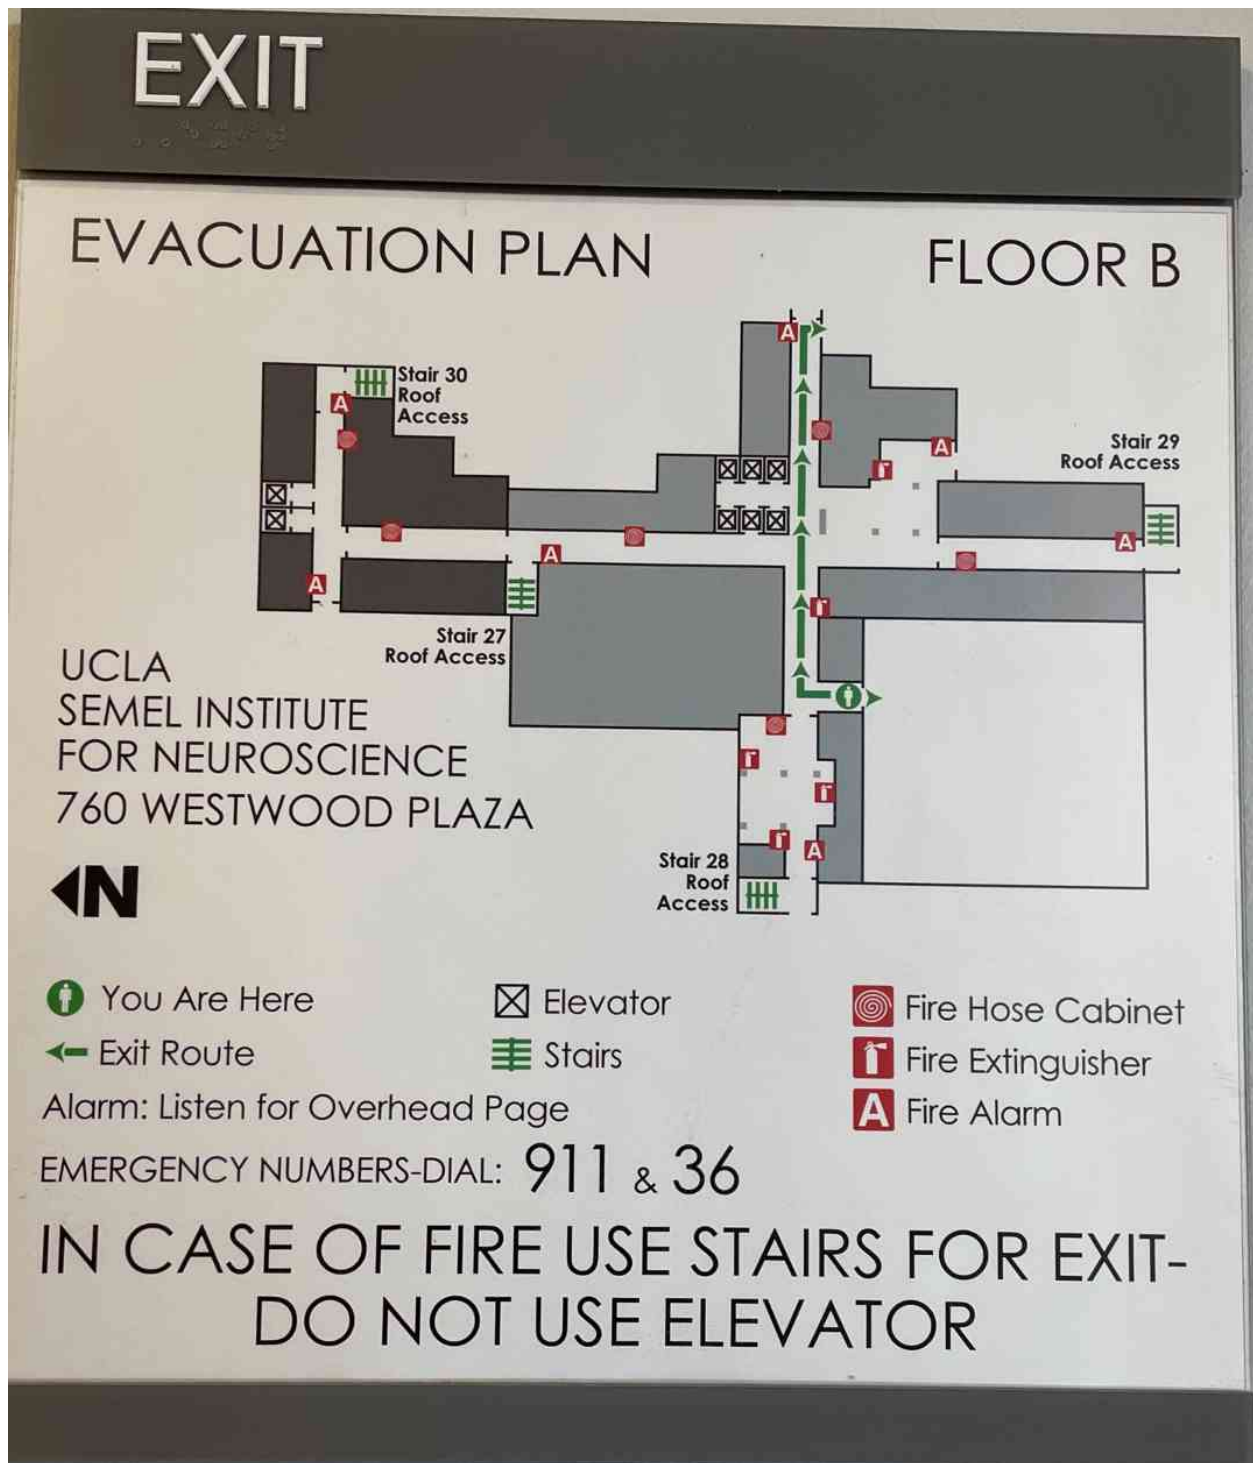 EXIT
EVACUATION PLAN
FLOOR B
Stair 30
Roof
Access
Stair 29
Roof Access
Stair 27
Roof Access
UCLA
SEMEL INSTITUTE
FOR NEUROSCIENCE
760 WESTWOOD PLAZA
Stair 28
Roof
Access
N
You Are Here
Elevator
Fire Hose Cabinet
Exit Route
Stairs
Fire Extinguisher
Alarm: Listen for Overhead Page
A Fire Alarm
EMERGENCY NUMBERS-DIAL: 911 & 36
IN CASE OF FIRE USE STAIRS FOR EXIT-
DO NOT USE ELEVATOR